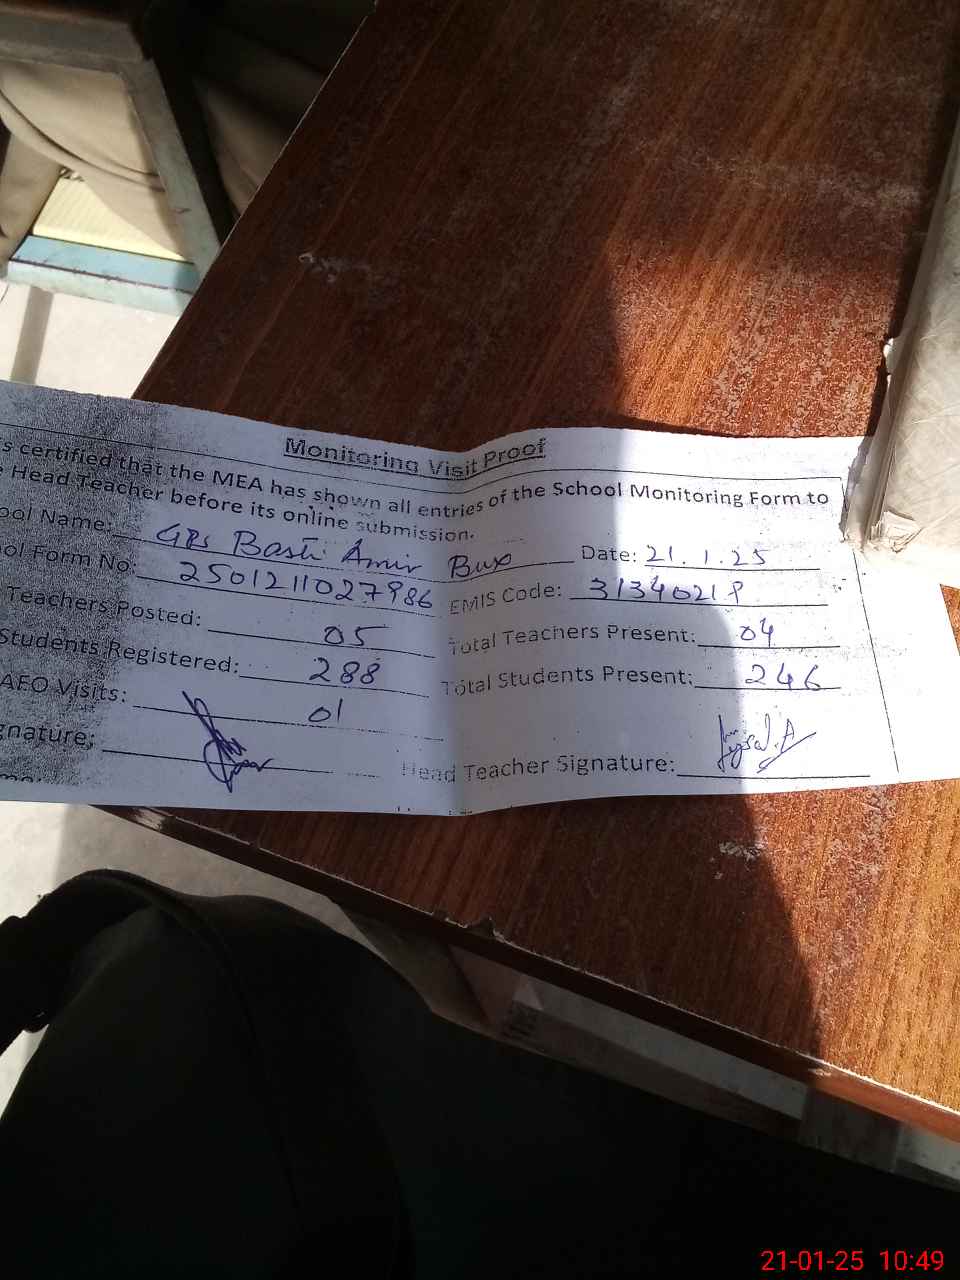 Monitoring Visit Proof
s certified that the MEA has shown all entries of the School Monitoring Form to
e Head Teacher before its online submission.
ool Name: GPS Basti Amir Bux Date: 21.1.25
ol Form No: 2501211027986 EMIS Code: 31340218
Teachers Posted: 05 Total Teachers Present: 04
Students Registered: 288 Total Students Present: 246
AEO Visits: 01
gnature: Head Teacher Signature:
21-01-25 10:49